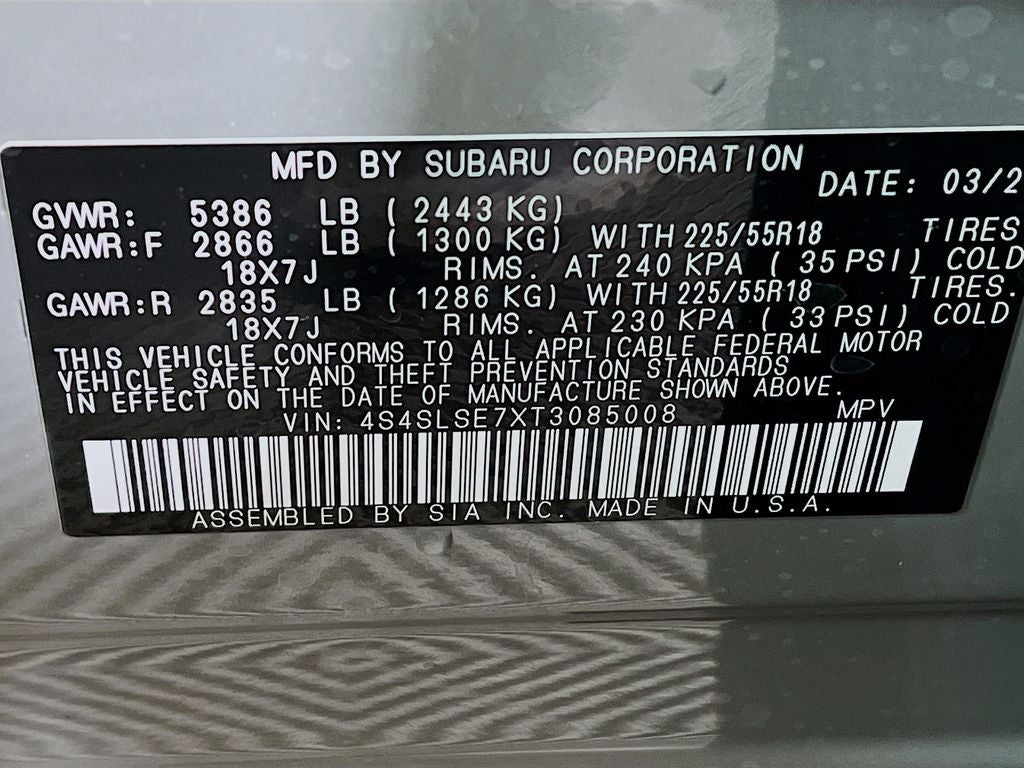 MFD BY SUBARU CORPORATION
DATE: 03/2
GVWR: 5386 LB ( 2443 KG)
GAWR:F 2866 LB ( 1300 KG) WITH 225/55R18 TIRES
18X7J RIMS. AT 240 KPA ( 35 PSI) COLD
GAWR:R 2835 LB ( 1286 KG) WITH 225/55R18 TIRES.
18X7J RIMS. AT 230 KPA ( 33 PSI) COLD
THIS VEHICLE CONFORMS TO ALL APPLICABLE FEDERAL MOTOR
VEHICLE SAFETY AND THEFT PREVENTION STANDARDS
IN EFFECT ON THE DATE OF MANUFACTURE SHOWN ABOVE.
VIN: 4S4SLSE7XT3085008 MPV
ASSEMBLED BY SIA INC. MADE IN U.S.A.